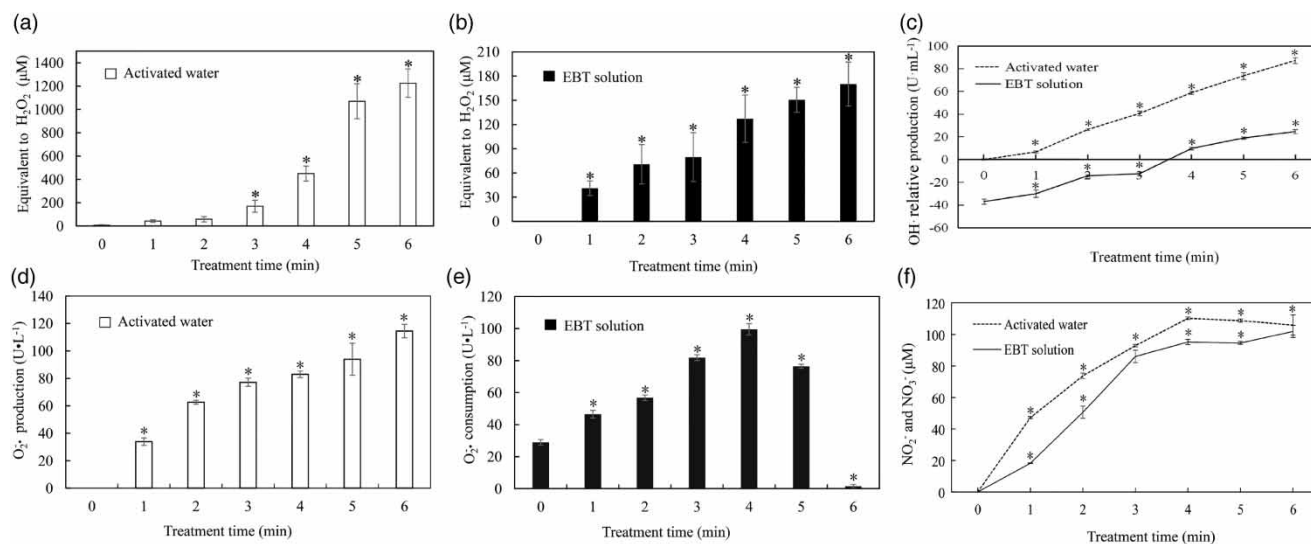 (a)
Equivalent to H₂O₂ (μM)
1400
1200
1000
800
600
400
200
0
Activated water
* * * *
0 1 2 3 4 5 6
Treatment time (min)
(b)
Equivalent to H₂O₂ (μM)
210
180
150
120
90
60
30
0
EBT solution
* * * * * *
0 1 2 3 4 5 6
Treatment time (min)
(c)
OH· relative production (U·mL⁻¹)
100
80
60
40
20
0
-20
-40
-60
Activated water
EBT solution
* * * * * *
* * * * * *
0 1 2 3 4 5 6
Treatment time (min)
(d)
O₂⁻• production (U•L⁻¹)
140
120
100
80
60
40
20
0
Activated water
* * * * * *
0 1 2 3 4 5 6
Treatment time (min)
(e)
O₂⁻• consumption (U•L⁻¹)
120
100
80
60
40
20
0
EBT solution
* * * * * *
0 1 2 3 4 5 6
Treatment time (min)
(f)
NO₂⁻ and NO₃⁻ (μM)
120
100
80
60
40
20
0
Activated water
EBT solution
* * * * * *
* * * * *
0 1 2 3 4 5 6
Treatment time (min)